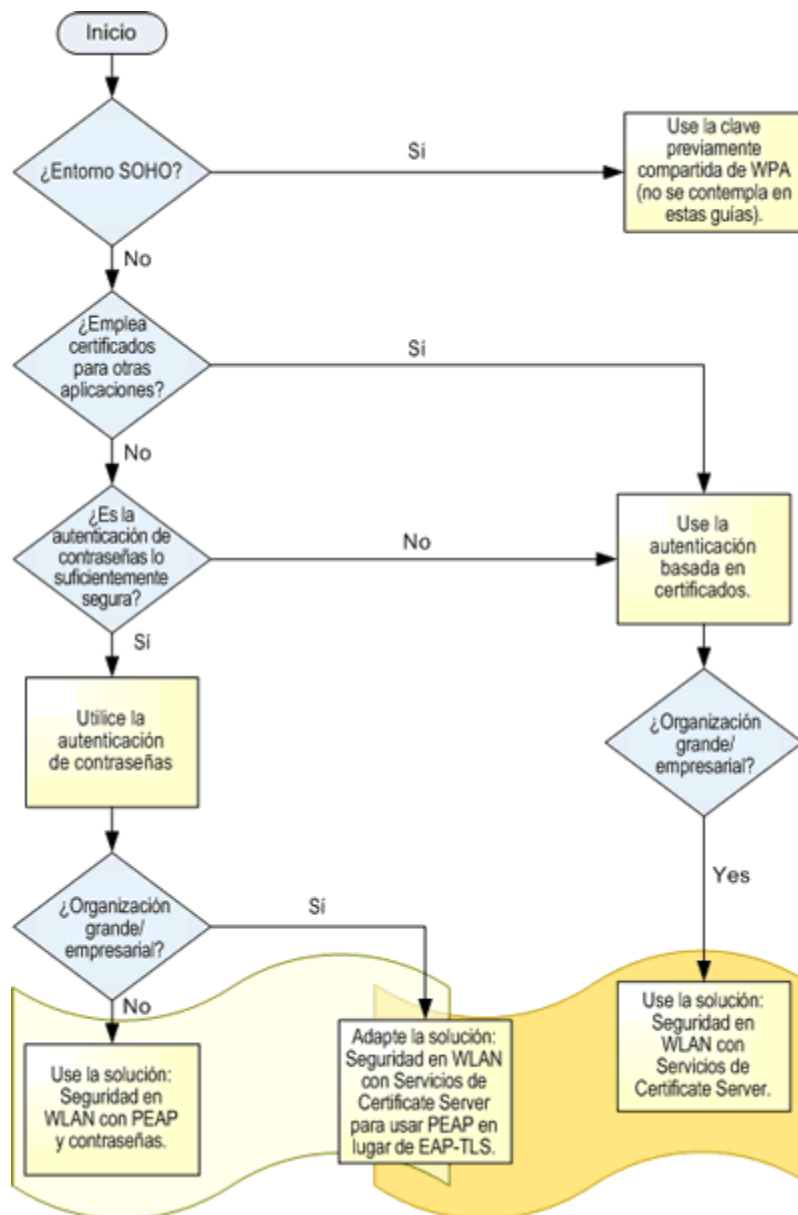 Inicio
¿Entorno SOHO?
Sí
Use la clave
previamente
compartida de WPA
(no se contempla en
estas guías).
No
¿Emplea
certificados
para otras
aplicaciones?
Sí
No
¿Es la
autenticación de
contraseñas lo
suficientemente
segura?
No
Use la
autenticación
basada en
certificados.
Sí
Utilice la
autenticación
de contraseñas
¿Organización
grande/
empresarial?
Yes
¿Organización
grande/
empresarial?
Sí
No
Use la solución:
Seguridad en
WLAN con PEAP
y contraseñas.
Adapte la solución:
Seguridad en WLAN
con Servicios de
Certificate Server
para usar PEAP en
lugar de EAP-TLS.
Use la solución:
Seguridad en
WLAN con
Servicios de
Certificate Server.